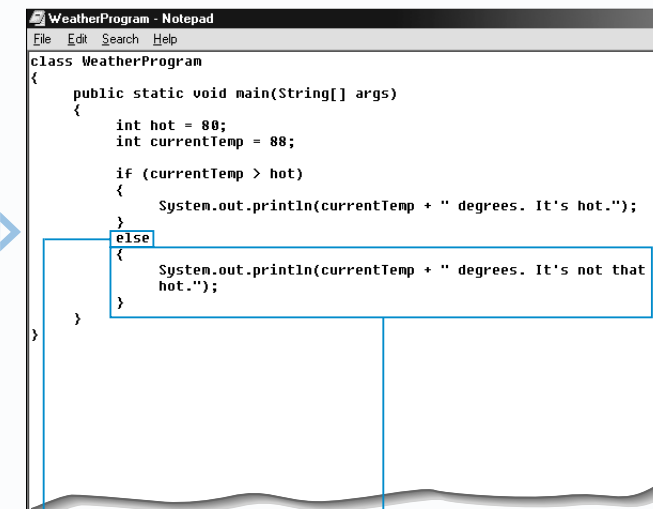 WeatherProgram - Notepad
File Edit Search Help
class WeatherProgram
{
public static void main(String[] args)
{
int hot = 80;
int currentTemp = 88;
if (currentTemp > hot)
{
System.out.println(currentTemp + " degrees. It's hot.");
}
else
{
System.out.println(currentTemp + " degrees. It's not that
hot.");
}
}
}